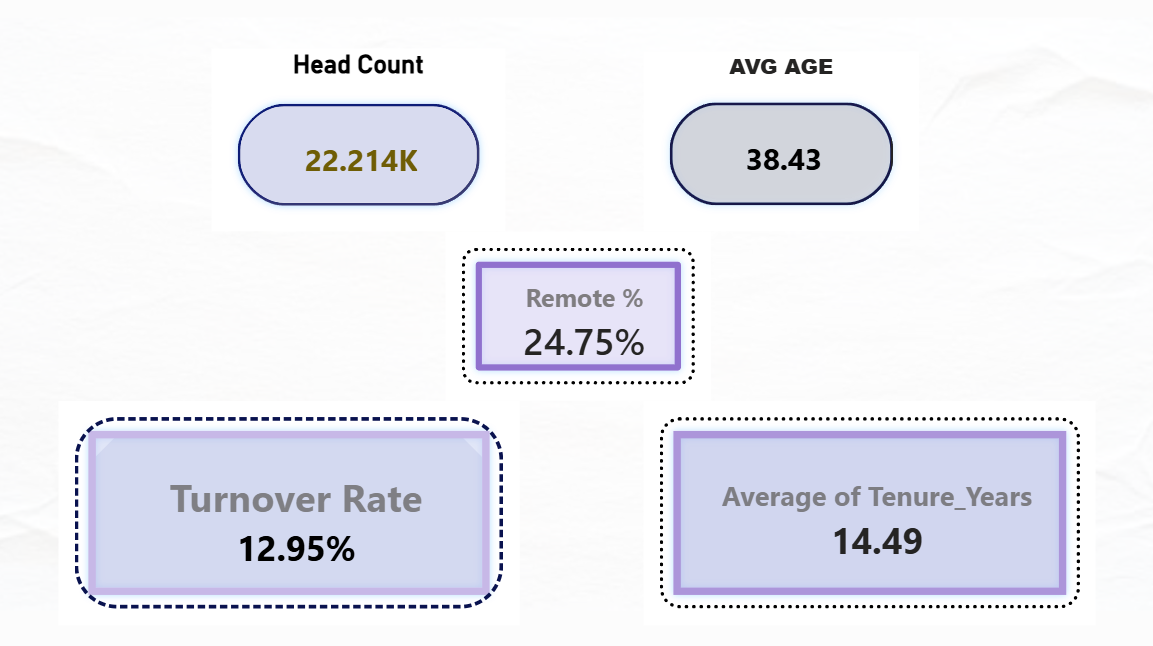 Head Count
22.214K
AVG AGE
38.43
Remote %
24.75%
Turnover Rate
12.95%
Average of Tenure_Years
14.49